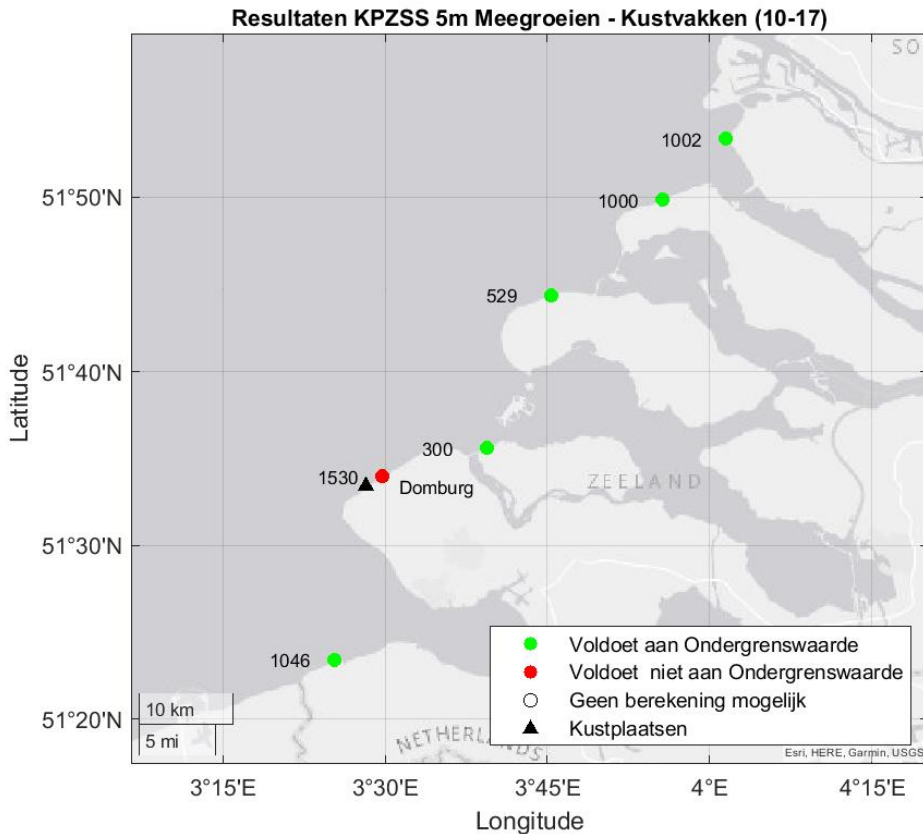 Resultaten KPZSS 5m Meegroeien - Kustvakken (10-17)
SO
1002
51°50'N
1000
529
51°40'N
Latitude
300
ZEELAND
1530
Domburg
51°30'N
1046
Voldoet aan Ondergrenswaarde
Voldoet niet aan Ondergrenswaarde
Geen berekening mogelijk
Kustplaatsen
10 km
5 mi
51°20'N
NETHERLANDS
Esri, HERE, Garmin, USGS
3°15'E
3°30'E
3°45'E
4°E
4°15'E
Longitude